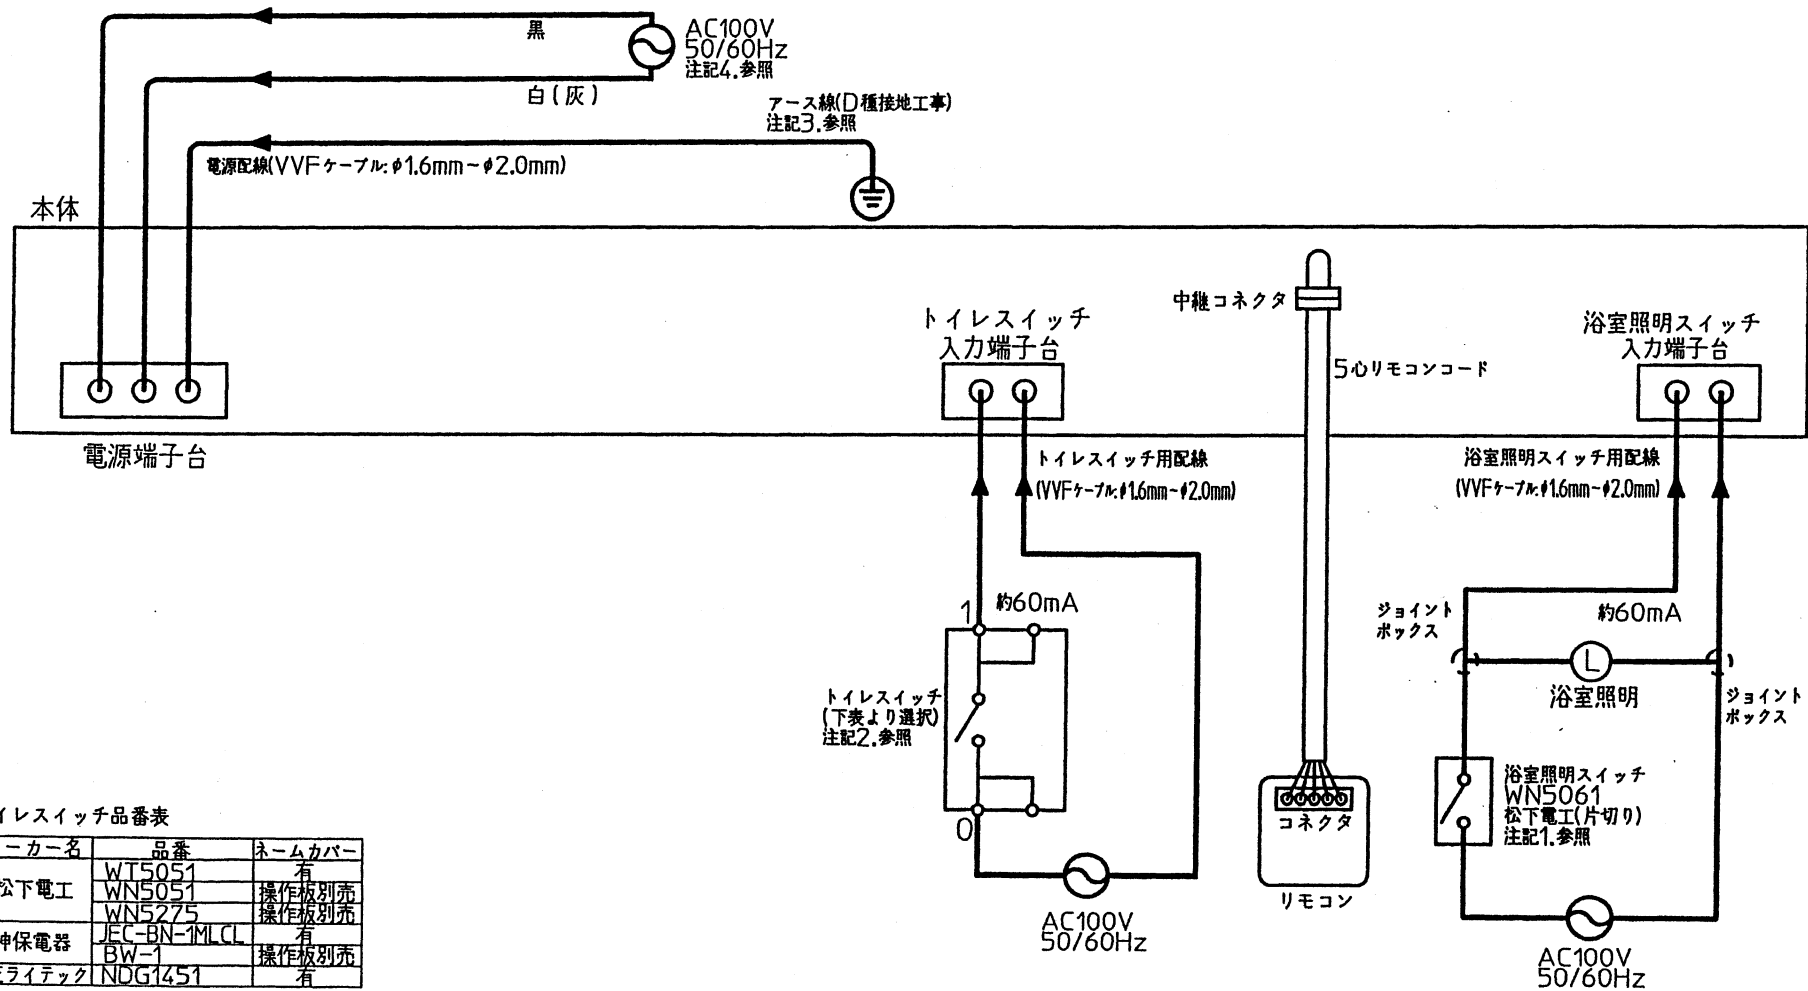 黒
AC100V
50/60Hz
注記4.参照
白(灰)
アース線(D種接地工事)
注記3.参照
電源配線(VVFケーブル:φ1.6mm~φ2.0mm)
本体
電源端子台
トイレスイッチ
入力端子台
中継コネクタ
5心リモコンコード
浴室照明スイッチ
入力端子台
トイレスイッチ用配線
(VVFケーブル:φ1.6mm~φ2.0mm)
浴室照明スイッチ用配線
(VVFケーブル:φ1.6mm~φ2.0mm)
1
約60mA
トイレスイッチ
(下表より選択)
注記2.参照
0
AC100V
50/60Hz
コネクタ
リモコン
ジョイント
ボックス
約60mA
L
浴室照明
ジョイント
ボックス
浴室照明スイッチ
WN5061
松下電工(片切り)
注記1.参照
AC100V
50/60Hz
イレスイッチ品番表
ーカー名 品番 ネームカバー
松下電工 WT5051 有
WN5051 操作板別売
WN5275 操作板別売
神保電器 JEC-BN-1MLCL 有
BW-1 操作板別売
ライテック NDG1451 有